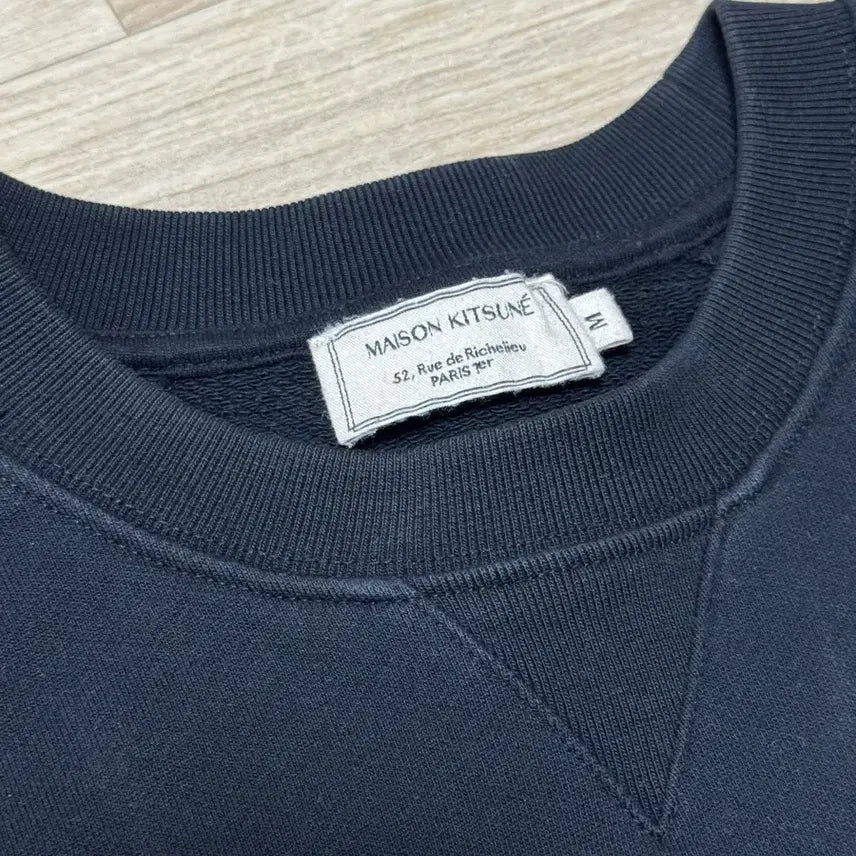 MAISON KITSUNÉ
52, Rue de Richelieu
PARIS 1er
M